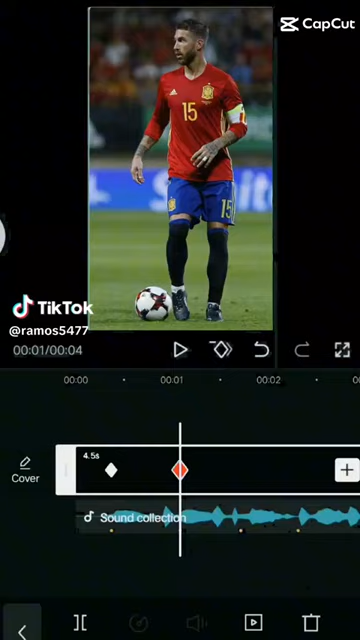 CapCut
15
15
TikTok
@ramos5477
00:01/00:04
00:00
00:01
00:02
4.5s
Cover
Sound collection